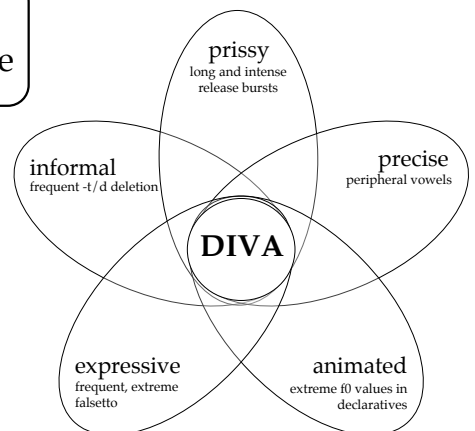 e
prissy
long and intense
release bursts
informal
frequent -t/d deletion
precise
peripheral vowels
DIVA
expressive
frequent, extreme
falsetto
animated
extreme f0 values in
declaratives